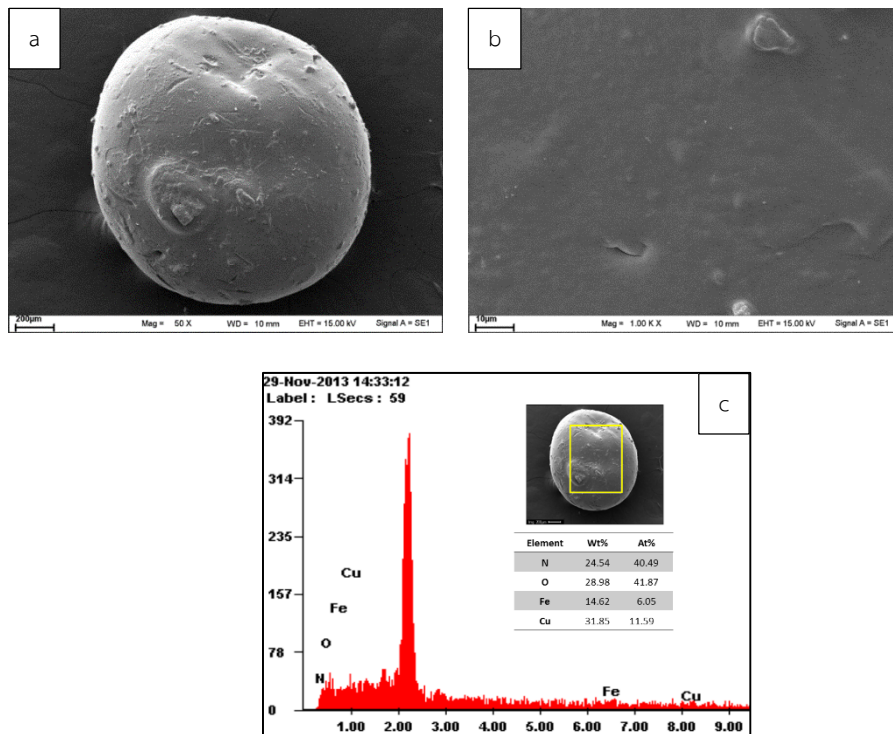 a
200µm
Mag = 50 X WD = 10 mm EHT = 15.00 kV Signal A = SE1
b
10µm
Mag = 1.00 K X WD = 10 mm EHT = 15.00 kV Signal A = SE1
29-Nov-2013 14:33:12
Label : LSecs : 59
c
392
314
235
157
78
0
Cu
Fe
O
N
Fe
Cu
1.00 2.00 3.00 4.00 5.00 6.00 7.00 8.00 9.00
Element Wt% At%
N 24.54 40.49
O 28.98 41.87
Fe 14.62 6.05
Cu 31.85 11.59